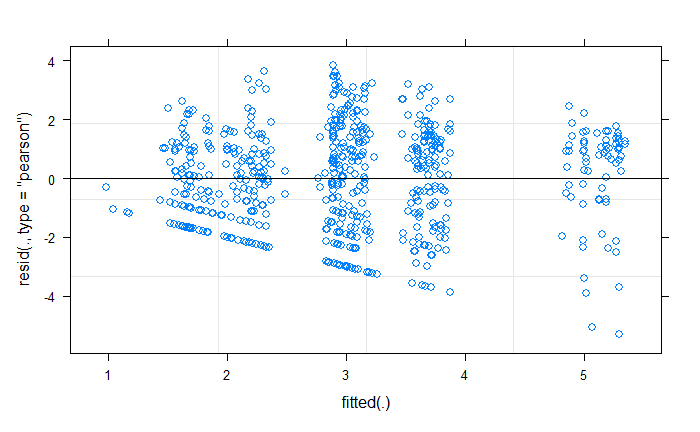 4
2
0
-2
-4
resid(., type = "pearson")
1 2 3 4 5
fitted(.)